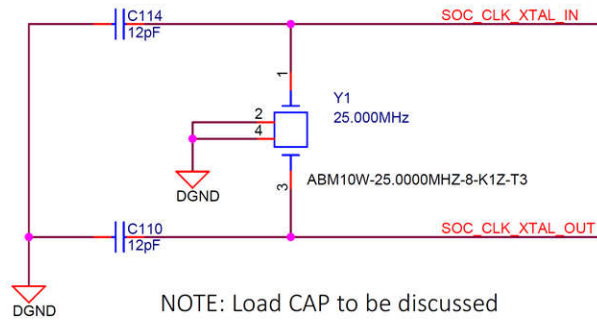 C114
12pF
SOC_CLK_XTAL_IN
1
Y1
25.000MHz
2
4
DGND
ABM10W-25.0000MHZ-8-K1Z-T3
3
C110
12pF
SOC_CLK_XTAL_OUT
DGND
NOTE: Load CAP to be discussed